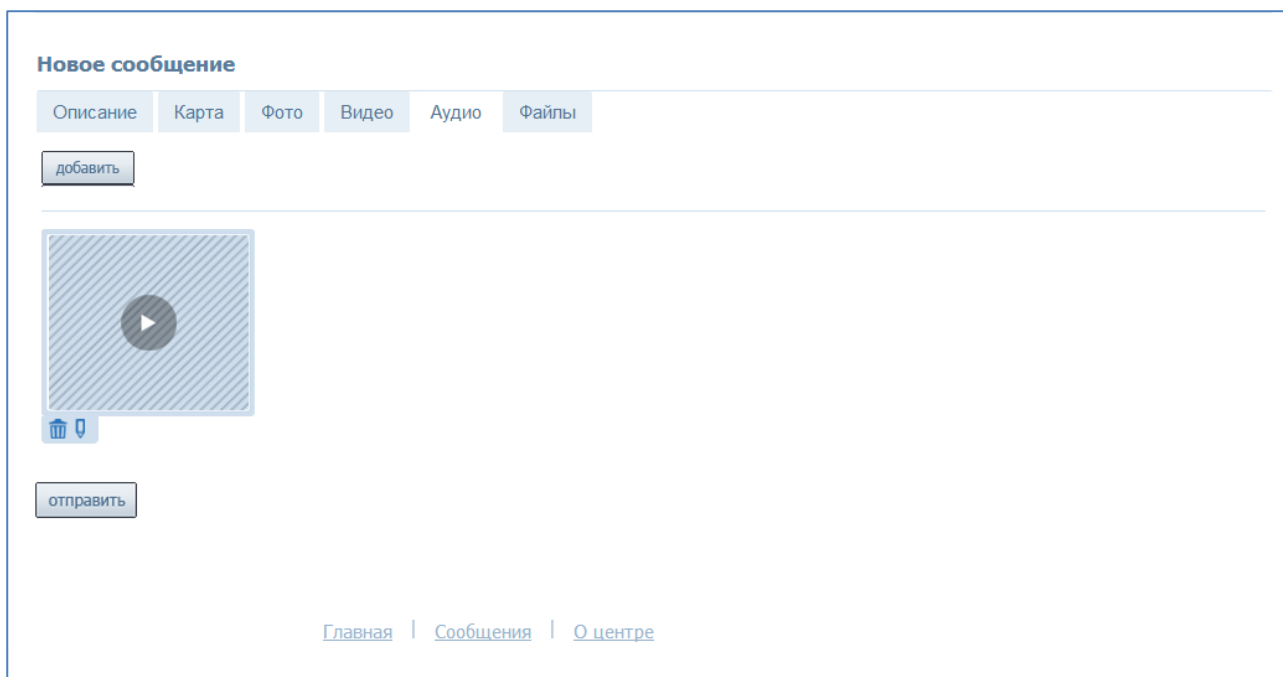 Новое сообщение
Описание Карта Фото Видео Аудио Файлы
добавить
отправить
Главная | Сообщения | О центре